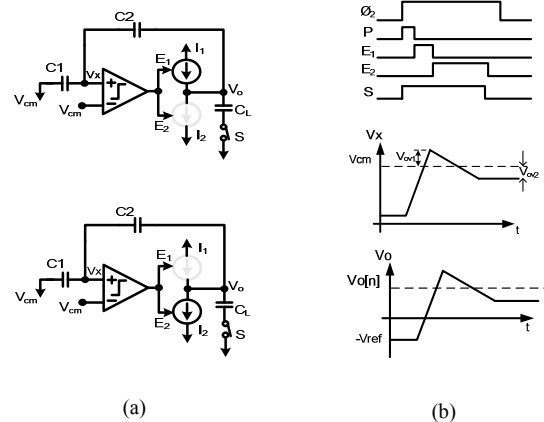 C2
I1
E1
C1
Vx
Vo
Vcm
Vcm
CL
E2
S
I2
C2
I1
E1
C1
Vx
Vo
Vcm
Vcm
CL
E2
S
I2
(a)
Ø2
P
E1
E2
S
Vx
Vcm
Vov1
Vov2
t
Vo
Vo[n]
-Vref
t
(b)